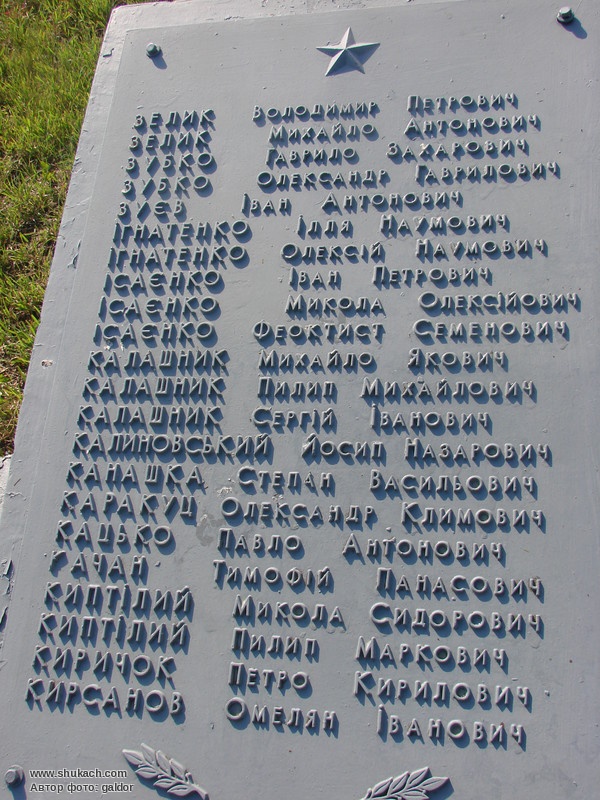 ЗЕЛИК ВОЛОДИМИР ПЕТРОВИЧ
ЗЕЛИК МИХАЙЛО АНТОНОВИЧ
ЗУБКО ГАВРИЛО ЗАХАРОВИЧ
ЗУБКО ОЛЕКСАНДР ГАВРИЛОВИЧ
ЗУЄВ ІВАН АНТОНОВИЧ
ІГНАТЕНКО ІЛЛЯ НАУМОВИЧ
ІГНАТЕНКО ОЛЕКСІЙ НАУМОВИЧ
ІСАЄНКО ІВАН ПЕТРОВИЧ
ІСАЄНКО МИКОЛА ОЛЕКСІЙОВИЧ
ІСАЄНКО ФЕОКТИСТ СЕМЕНОВИЧ
КАЛАШНИК МИХАЙЛО ЯКОВИЧ
КАЛАШНИК ПИЛИП МИХАЙЛОВИЧ
КАЛАШНИК СЕРГІЙ ІВАНОВИЧ
КАЛИНОВСЬКИЙ ЙОСИП НАЗАРОВИЧ
КАНАШКА СТЕПАН ВАСИЛЬОВИЧ
КАРАКУЦ ОЛЕКСАНДР КЛИМОВИЧ
КАЦЬКО ПАВЛО АНТОНОВИЧ
КАЧАН ТИМОФІЙ ПАНАСОВИЧ
КИПТІЛИЙ МИКОЛА СИДОРОВИЧ
КИПТІЛИЙ ПИЛИП МАРКОВИЧ
КИРИЧОК ПЕТРО КИРИЛОВИЧ
КИРСАНОВ ОМЕЛЯН ІВАНОВИЧ
www.shukach.com
Автор фото: galdor